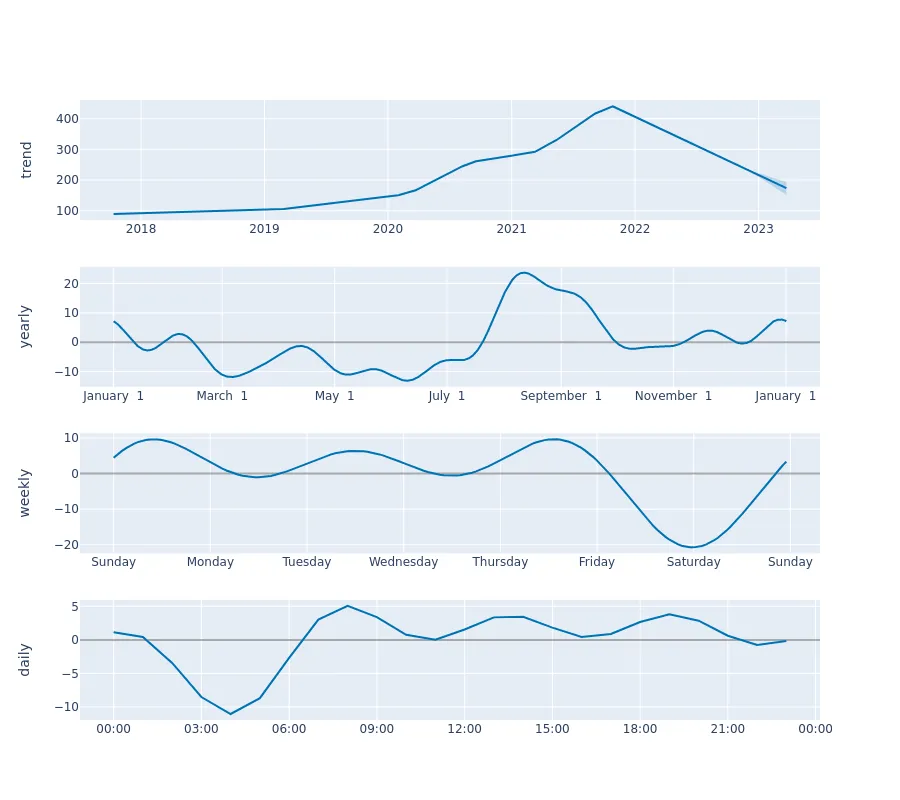 trend
400
300
200
100
2018 2019 2020 2021 2022 2023
yearly
20
10
0
−10
January 1 March 1 May 1 July 1 September 1 November 1 January 1
weekly
10
0
−10
−20
Sunday Monday Tuesday Wednesday Thursday Friday Saturday Sunday
daily
5
0
−5
−10
00:00 03:00 06:00 09:00 12:00 15:00 18:00 21:00 00:00